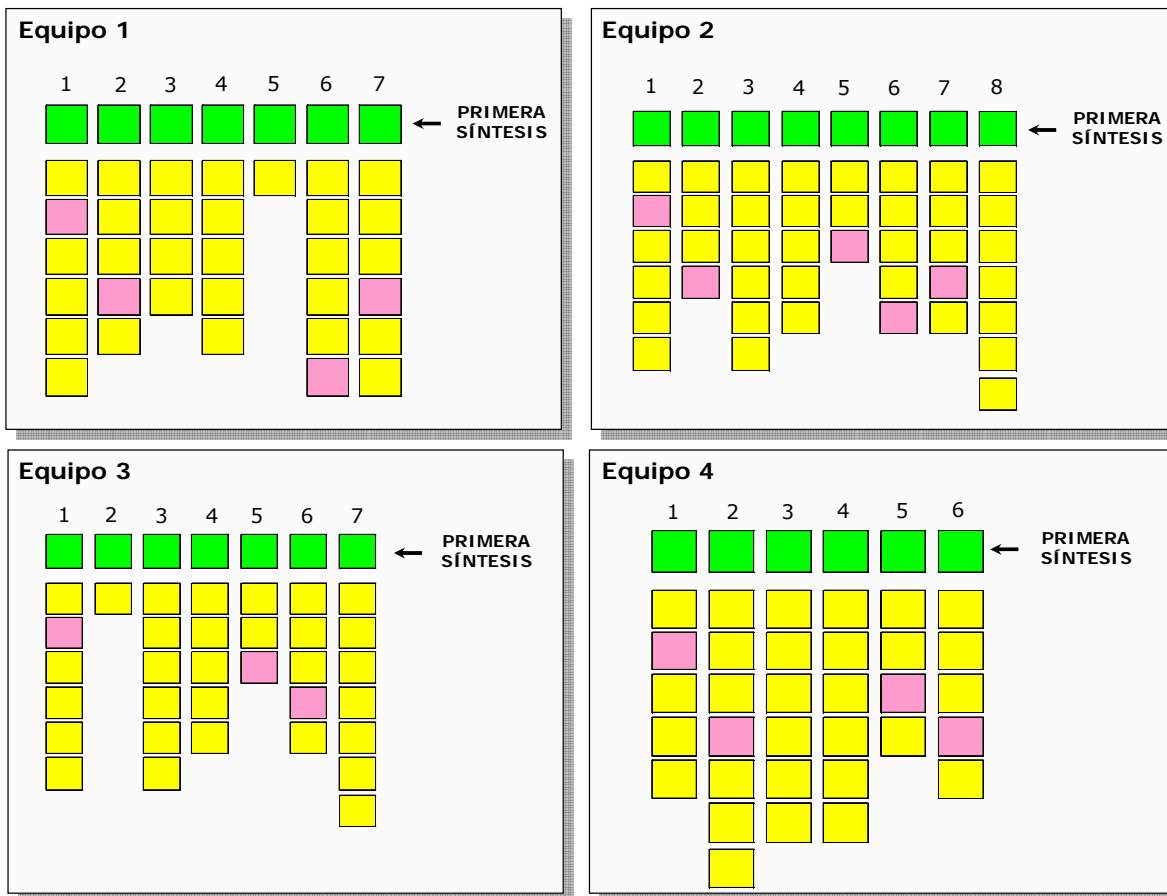 Equipo 1
1 2 3 4 5 6 7
PRIMERA
SÍNTESIS
Equipo 2
1 2 3 4 5 6 7 8
PRIMERA
SÍNTESIS
Equipo 3
1 2 3 4 5 6 7
PRIMERA
SÍNTESIS
Equipo 4
1 2 3 4 5 6
PRIMERA
SÍNTESIS